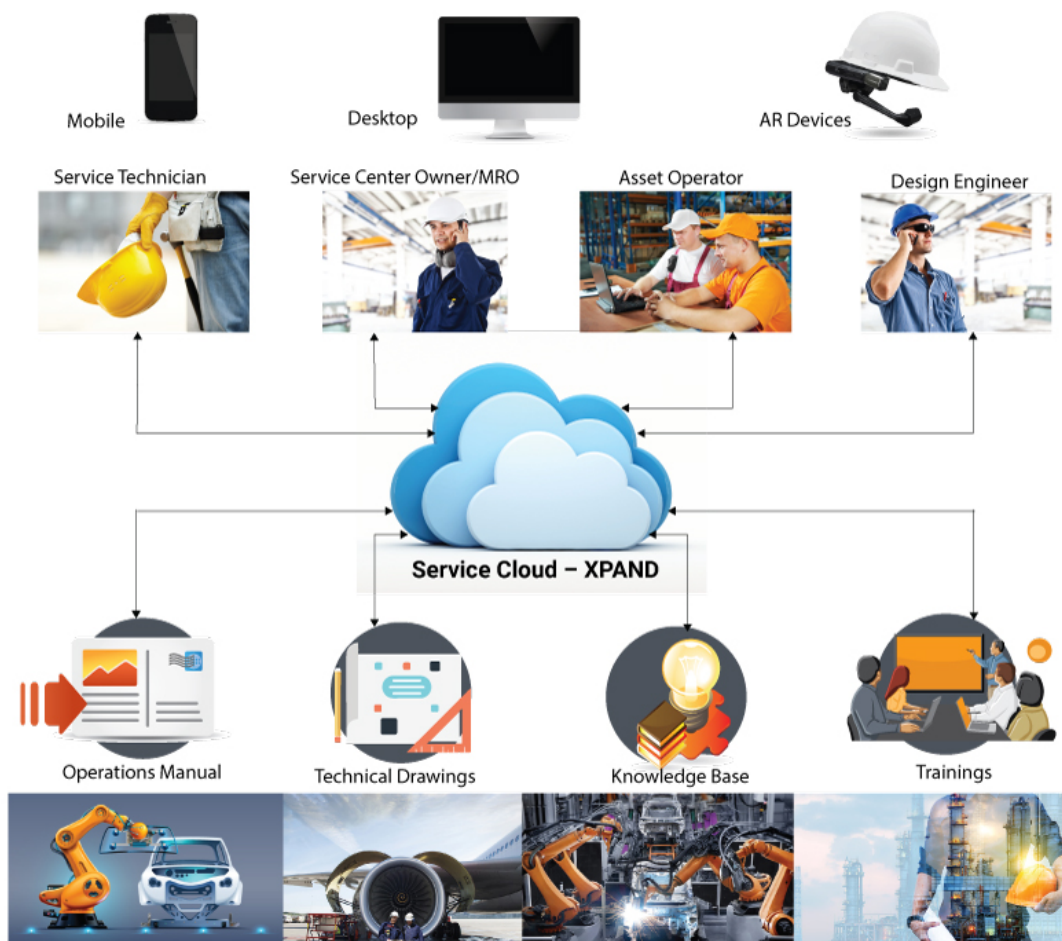 Mobile
Desktop
AR Devices
Service Technician
Service Center Owner/MRO
Asset Operator
Design Engineer
Service Cloud – XPAND
Operations Manual
Technical Drawings
Knowledge Base
Trainings